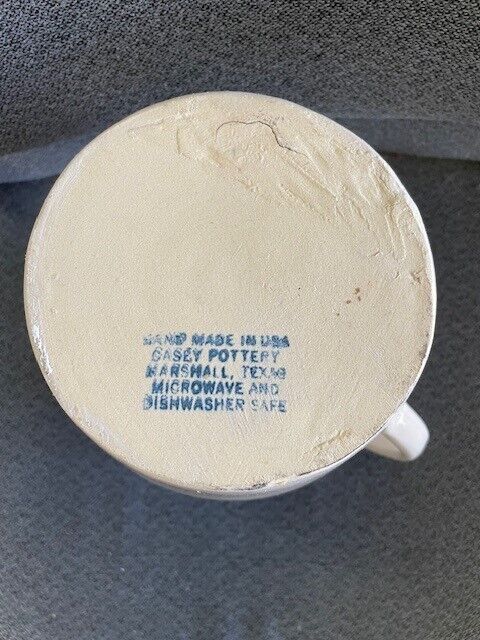 HAND MADE IN USA
CASEY POTTERY
MARSHALL, TEXAS
MICROWAVE AND
DISHWASHER SAFE